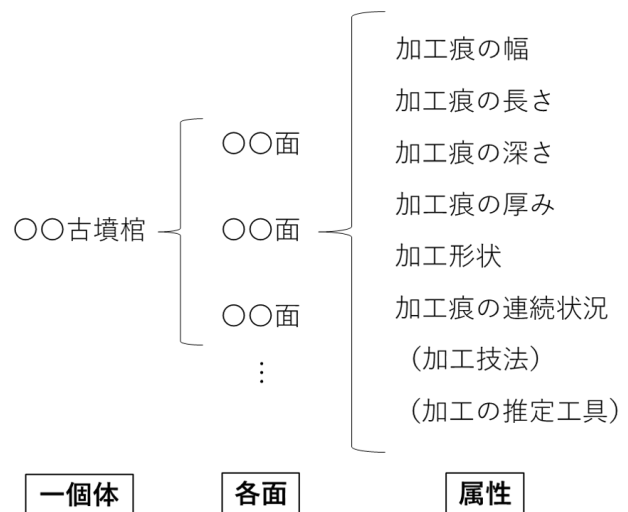 〇〇古墳棺
〇〇面
〇〇面
〇〇面
⋮
加工痕の幅
加工痕の長さ
加工痕の深さ
加工痕の厚み
加工形状
加工痕の連続状況
（加工技法）
（加工の推定工具）
一個体
各面
属性